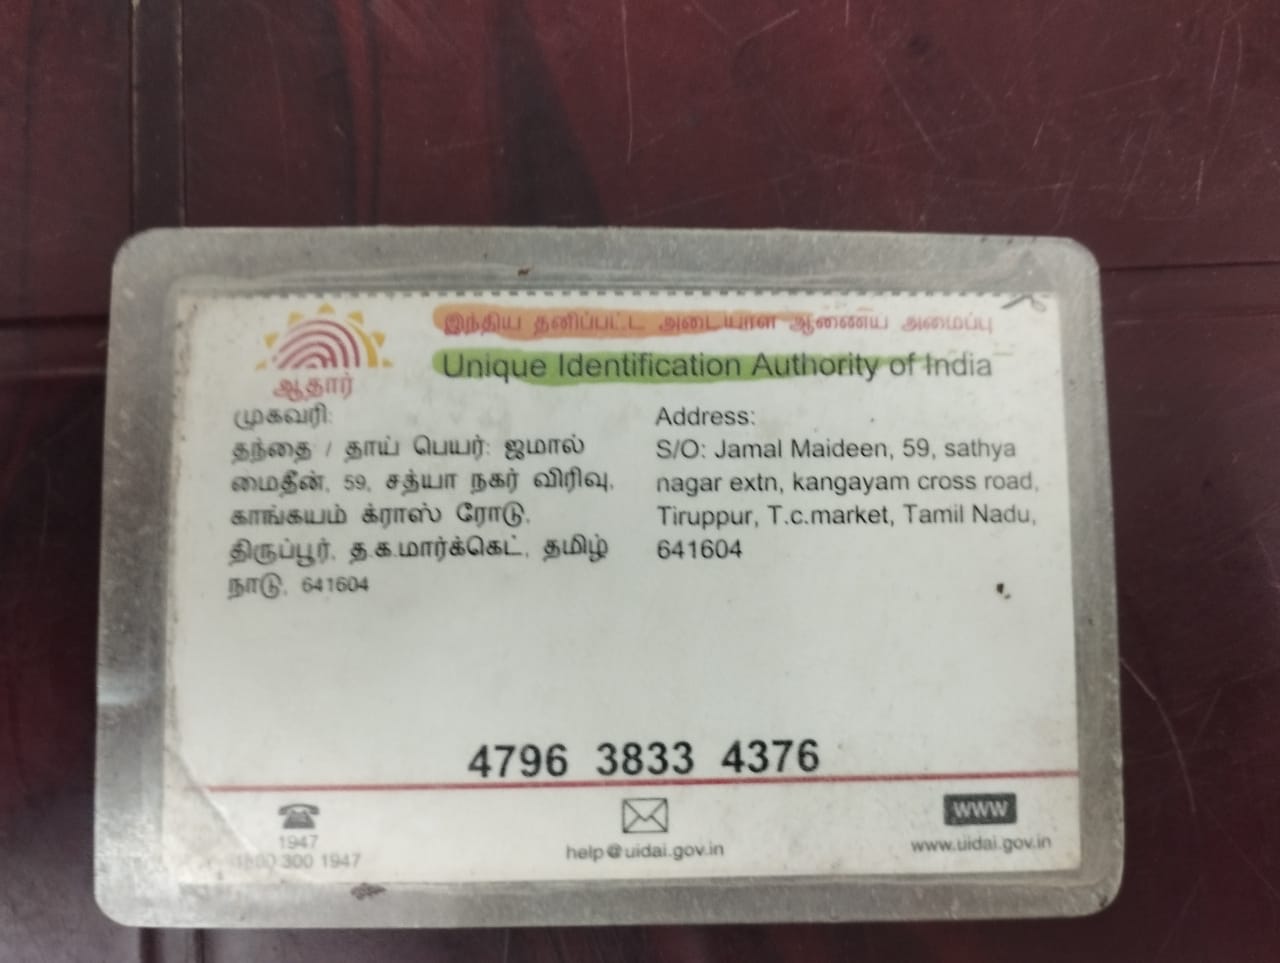 இந்திய தனிப்பட்ட அடையாள ஆணைய அமைப்பு
Unique Identification Authority of India
ஆதார்
முகவரி:
தந்தை / தாய் பெயர்: ஜமால்
மைதீன், 59, சத்யா நகர் விரிவு,
காங்கயம் க்ராஸ் ரோடு,
திருப்பூர், த.க.மார்க்கெட், தமிழ்
நாடு, 641604
Address:
S/O: Jamal Maideen, 59, sathya
nagar extn, kangayam cross road,
Tiruppur, T.c.market, Tamil Nadu,
641604
4796 3833 4376
1947
1800 300 1947
help@uidai.gov.in
www
www.uidai.gov.in